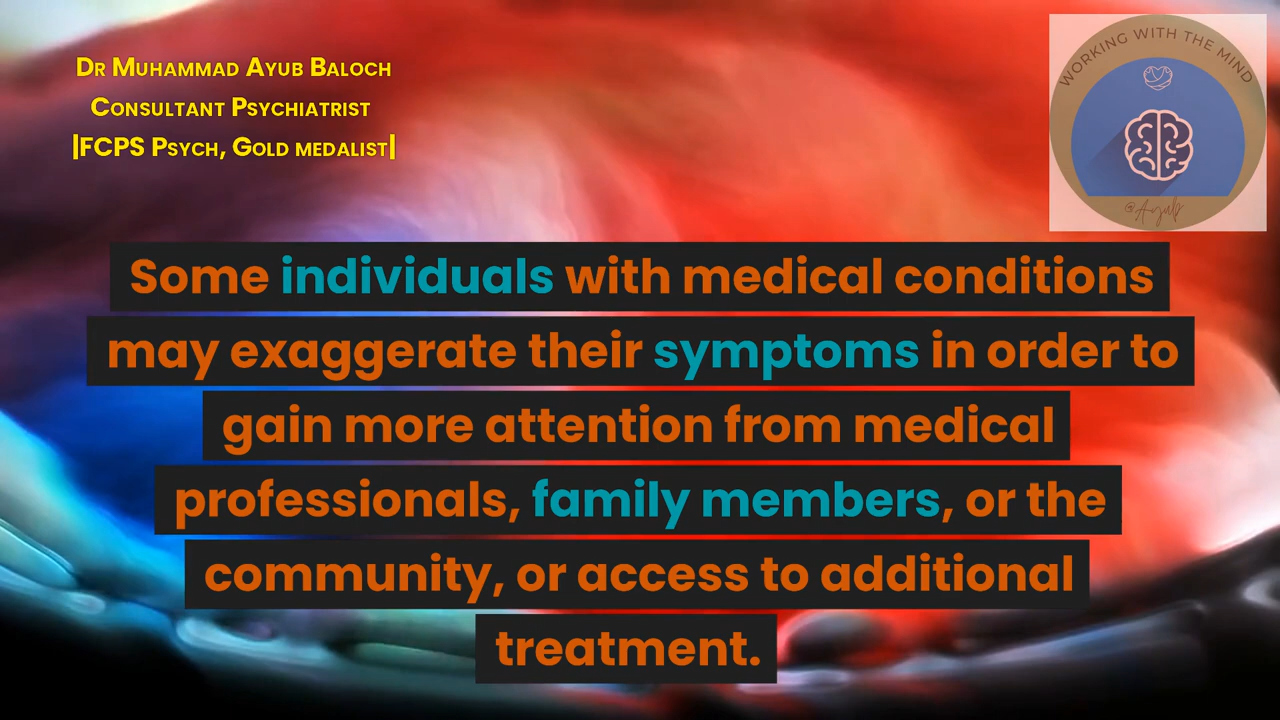 Dr Muhammad Ayub Baloch
Consultant Psychiatrist
|FCPS Psych, Gold medalist|
WORKING WITH THE MIND
@Ayub
Some individuals with medical conditions
may exaggerate their symptoms in order to
gain more attention from medical
professionals, family members, or the
community, or access to additional
treatment.